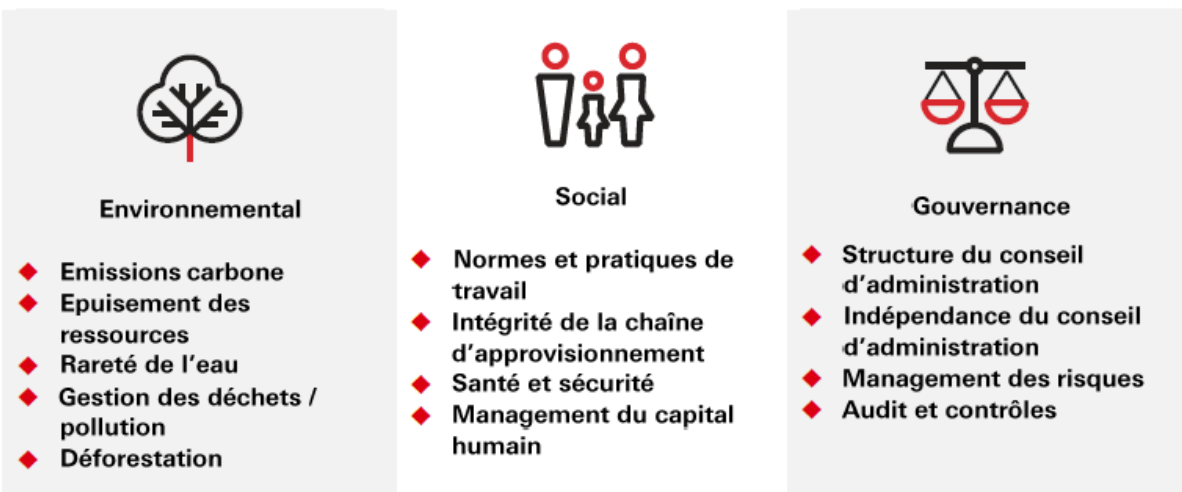 Environnemental
Emissions carbone
Epuisement des
ressources
Rareté de l'eau
Gestion des déchets /
pollution
Déforestation
Social
Normes et pratiques de
travail
Intégrité de la chaîne
d'approvisionnement
Santé et sécurité
Management du capital
humain
Gouvernance
Structure du conseil
d'administration
Indépendance du conseil
d'administration
Management des risques
Audit et contrôles